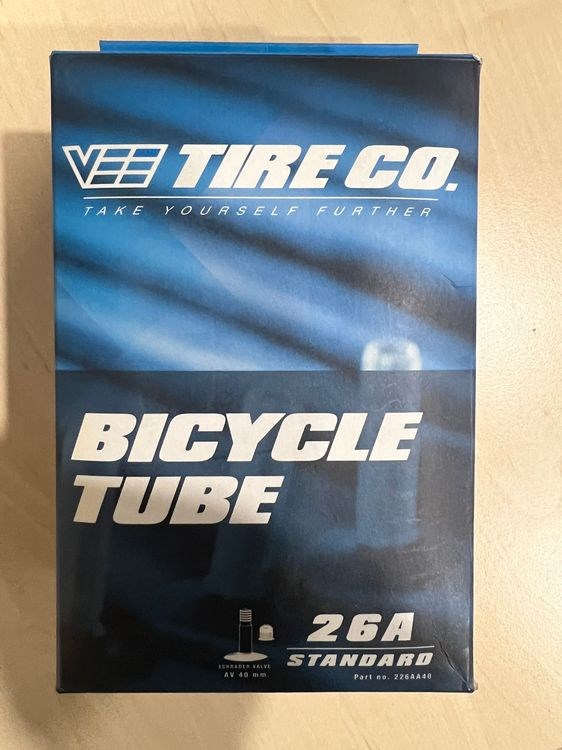 VEE TIRE CO.
TAKE YOURSELF FURTHER
BICYCLE
TUBE
26A
STANDARD
SCHRADER VALVE
AV 40 mm.
Part no. 226AA40